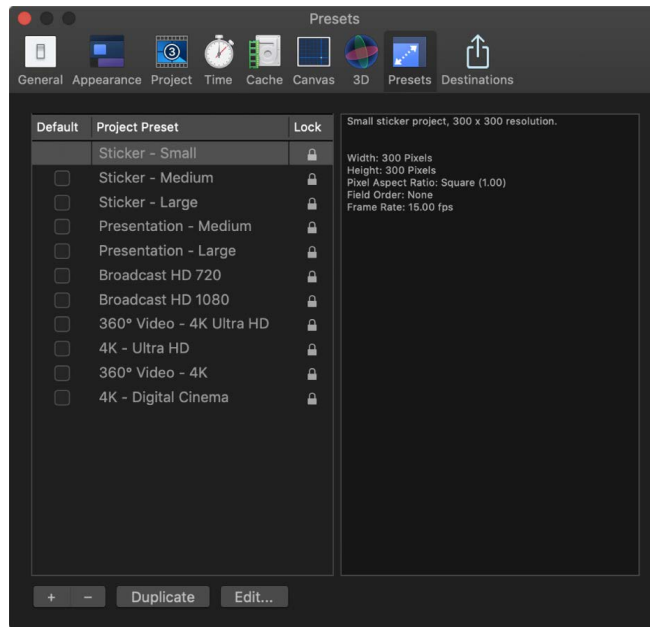 Presets
General Appearance Project Time Cache Canvas 3D Presets Destinations
Default Project Preset Lock
Sticker - Small
Sticker - Medium
Sticker - Large
Presentation - Medium
Presentation - Large
Broadcast HD 720
Broadcast HD 1080
360° Video - 4K Ultra HD
4K - Ultra HD
360° Video - 4K
4K - Digital Cinema
Small sticker project, 300 x 300 resolution.
Width: 300 Pixels
Height: 300 Pixels
Pixel Aspect Ratio: Square (1.00)
Field Order: None
Frame Rate: 15.00 fps
+ − Duplicate Edit...